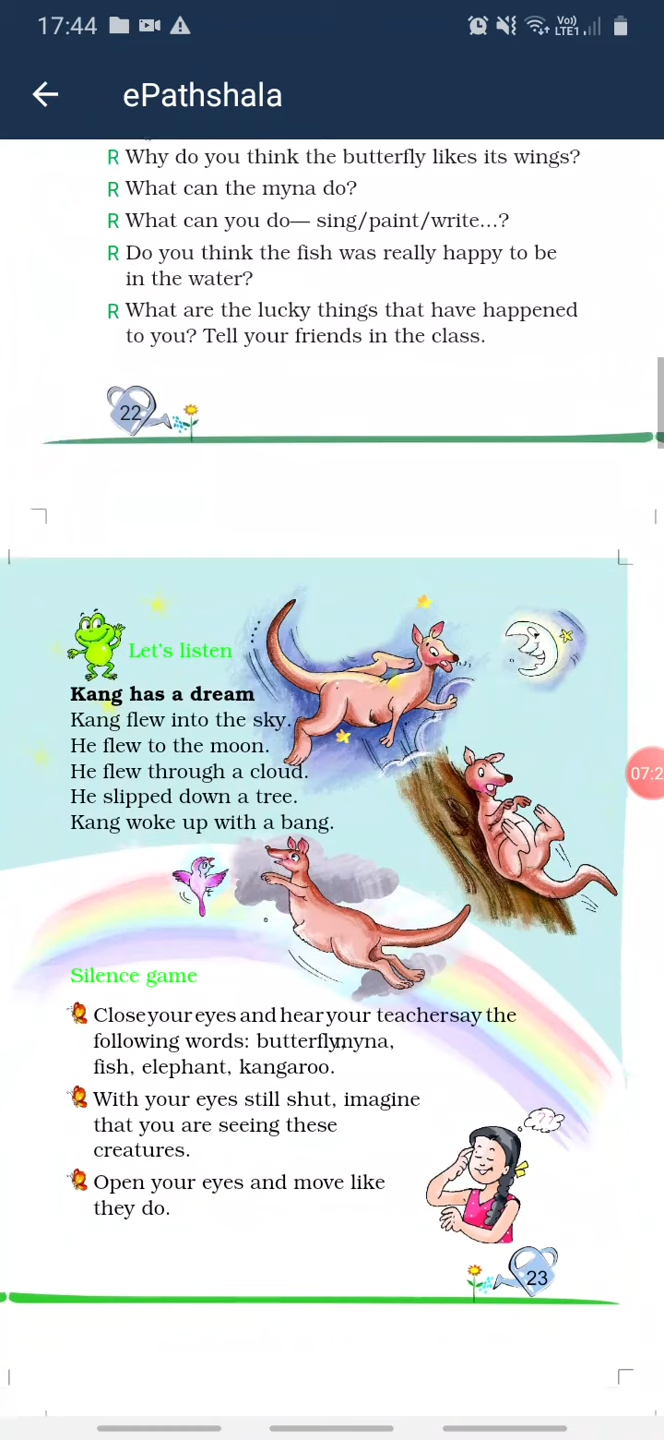 17:44
Vo))
LTE1
ePathshala
R Why do you think the butterfly likes its wings?
R What can the myna do?
R What can you do— sing/paint/write...?
R Do you think the fish was really happy to be
in the water?
R What are the lucky things that have happened
to you? Tell your friends in the class.
22
Let's listen
Kang has a dream
Kang flew into the sky.
He flew to the moon.
He flew through a cloud.
He slipped down a tree.
Kang woke up with a bang.
07:2
Silence game
Close your eyes and hear your teacher say the
following words: butterfly, myna,
fish, elephant, kangaroo.
With your eyes still shut, imagine
that you are seeing these
creatures.
Open your eyes and move like
they do.
23